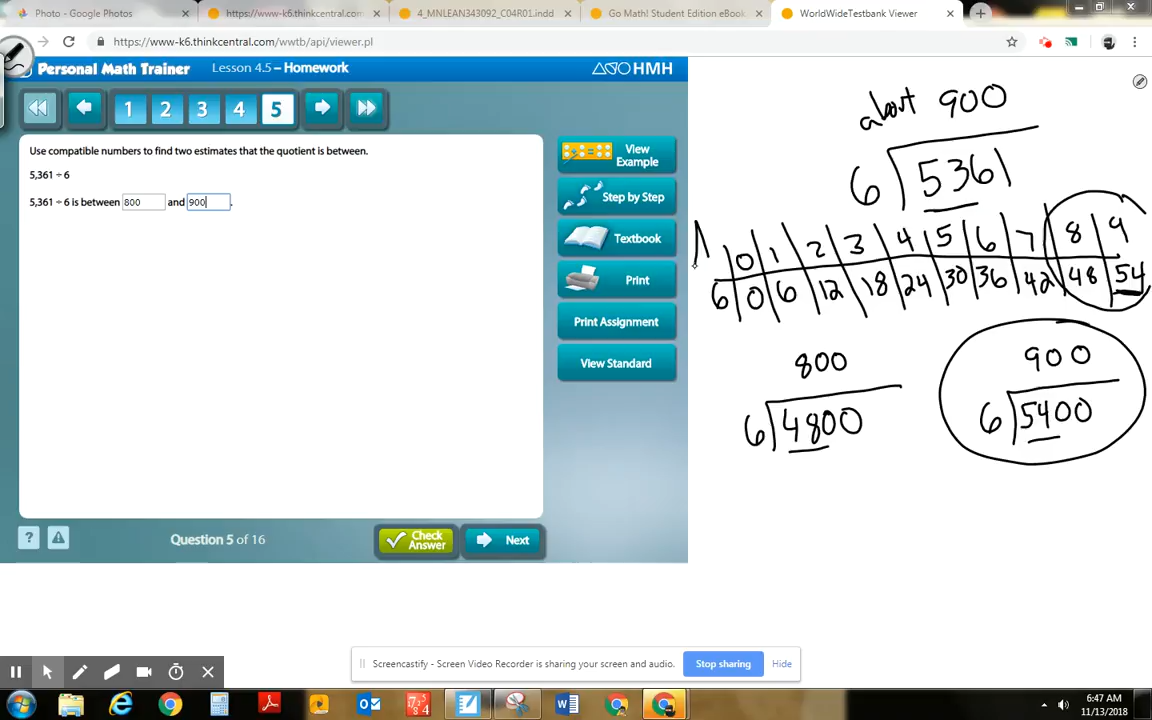 Photo - Google Photos
https://www-k6.thinkcentral.com/
4_MNLEAN343092_C04R01.indd
Go Math! Student Edition eBook
WorldWideTestbank Viewer
https://www-k6.thinkcentral.com/wwtb/api/viewer.pl
Personal Math Trainer Lesson 4.5 – Homework HMH
1 2 3 4 5
Use compatible numbers to find two estimates that the quotient is between.
5,361 ÷ 6
5,361 ÷ 6 is between 800 and 900.
View Example
Step by Step
Textbook
Print
Print Assignment
View Standard
? Question 5 of 16 Check Answer Next
about 900
6 5361
0 1 2 3 4 5 6 7 8 9
6 0 6 12 18 24 30 36 42 48 54
800
6 4800
900
6 5400
Screencastify - Screen Video Recorder is sharing your screen and audio. Stop sharing Hide
6:47 AM
11/13/2018